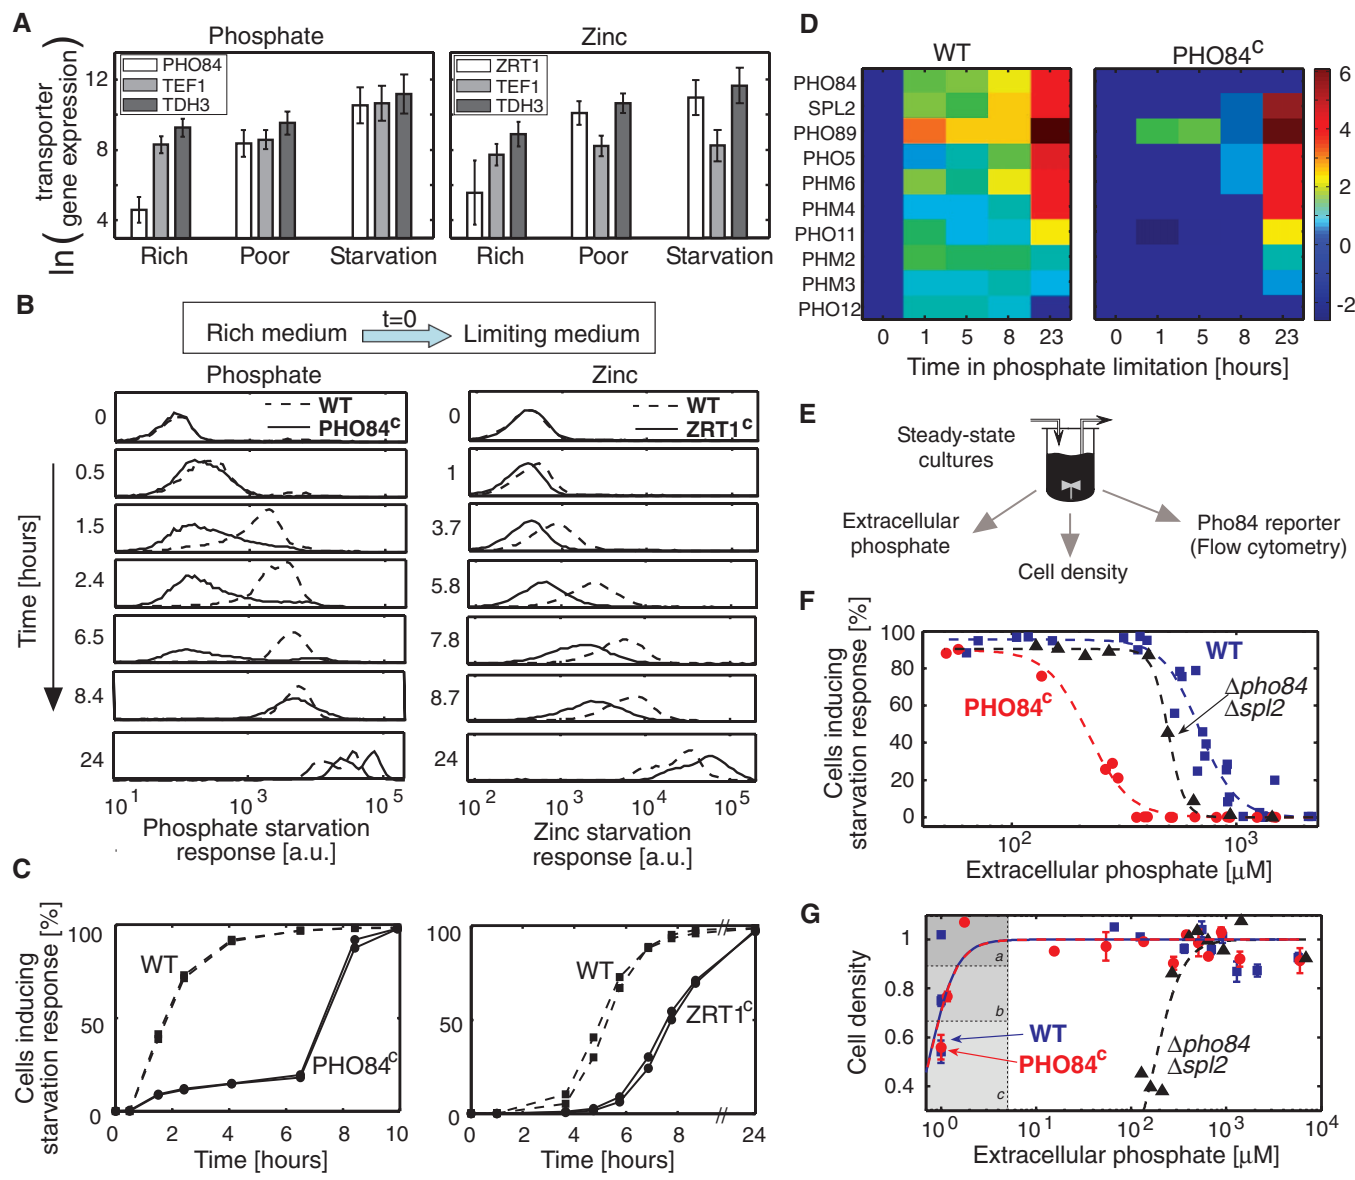 A
Phosphate
Zinc
ln(transporter gene expression)
12
8
4
PHO84
TEF1
TDH3
ZRT1
TEF1
TDH3
Rich Poor Starvation
Rich Poor Starvation
B
Rich medium t=0 Limiting medium
Phosphate
Zinc
Time [hours]
0
0.5
1.5
2.4
6.5
8.4
24
WT
PHO84c
0
1
3.7
5.8
7.8
8.7
24
WT
ZRT1c
10^1 10^3 10^5
Phosphate starvation
response [a.u.]
10^2 10^3 10^4 10^5
Zinc starvation
response [a.u.]
C
Cells inducing
starvation response [%]
100
50
0
WT
PHO84c
0 2 4 6 8 10
Time [hours]
100
50
0
WT
ZRT1c
0 4 8 24
Time [hours]
D
WT
PHO84c
PHO84
SPL2
PHO89
PHO5
PHM6
PHM4
PHO11
PHM2
PHM3
PHO12
0 1 5 8 23
0 1 5 8 23
Time in phosphate limitation [hours]
6
4
2
0
-2
E
Steady-state
cultures
Extracellular
phosphate
Cell density
Pho84 reporter
(Flow cytometry)
F
Cells inducing
starvation response [%]
100
80
60
40
20
0
WT
Δpho84
Δspl2
PHO84c
10^2 10^3
Extracellular phosphate [μM]
G
Cell density
1
0.8
0.6
0.4
a
b
c
WT
PHO84c
Δpho84
Δspl2
10^0 10^1 10^2 10^3 10^4
Extracellular phosphate [μM]